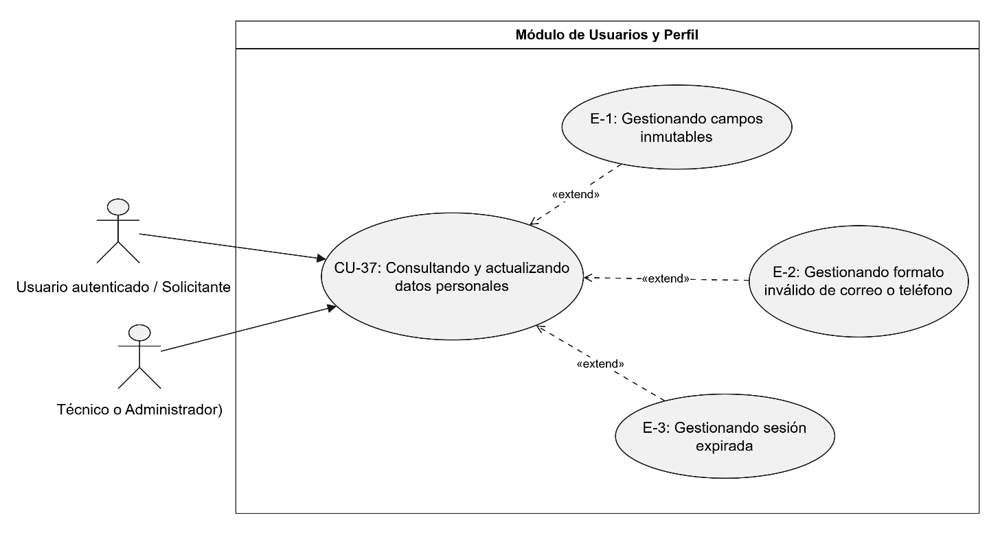 Módulo de Usuarios y Perfil
E-1: Gestionando campos
inmutables
«extend»
CU-37: Consultando y actualizando
datos personales
«extend»
E-2: Gestionando formato
inválido de correo o teléfono
Usuario autenticado / Solicitante
«extend»
Técnico o Administrador)
E-3: Gestionando sesión
expirada